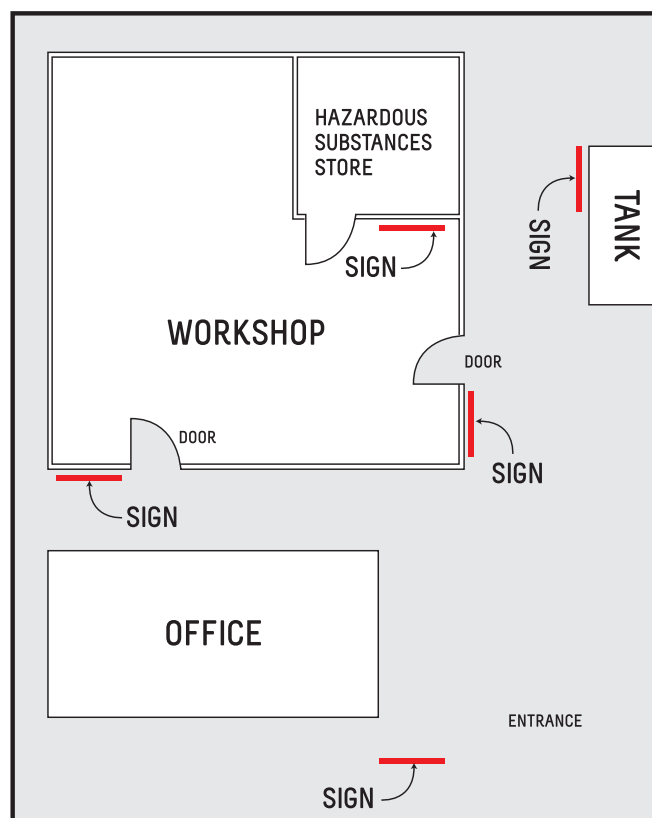 HAZARDOUS
SUBSTANCES
STORE
TANK
SIGN
SIGN
WORKSHOP
DOOR
DOOR
SIGN
SIGN
OFFICE
ENTRANCE
SIGN